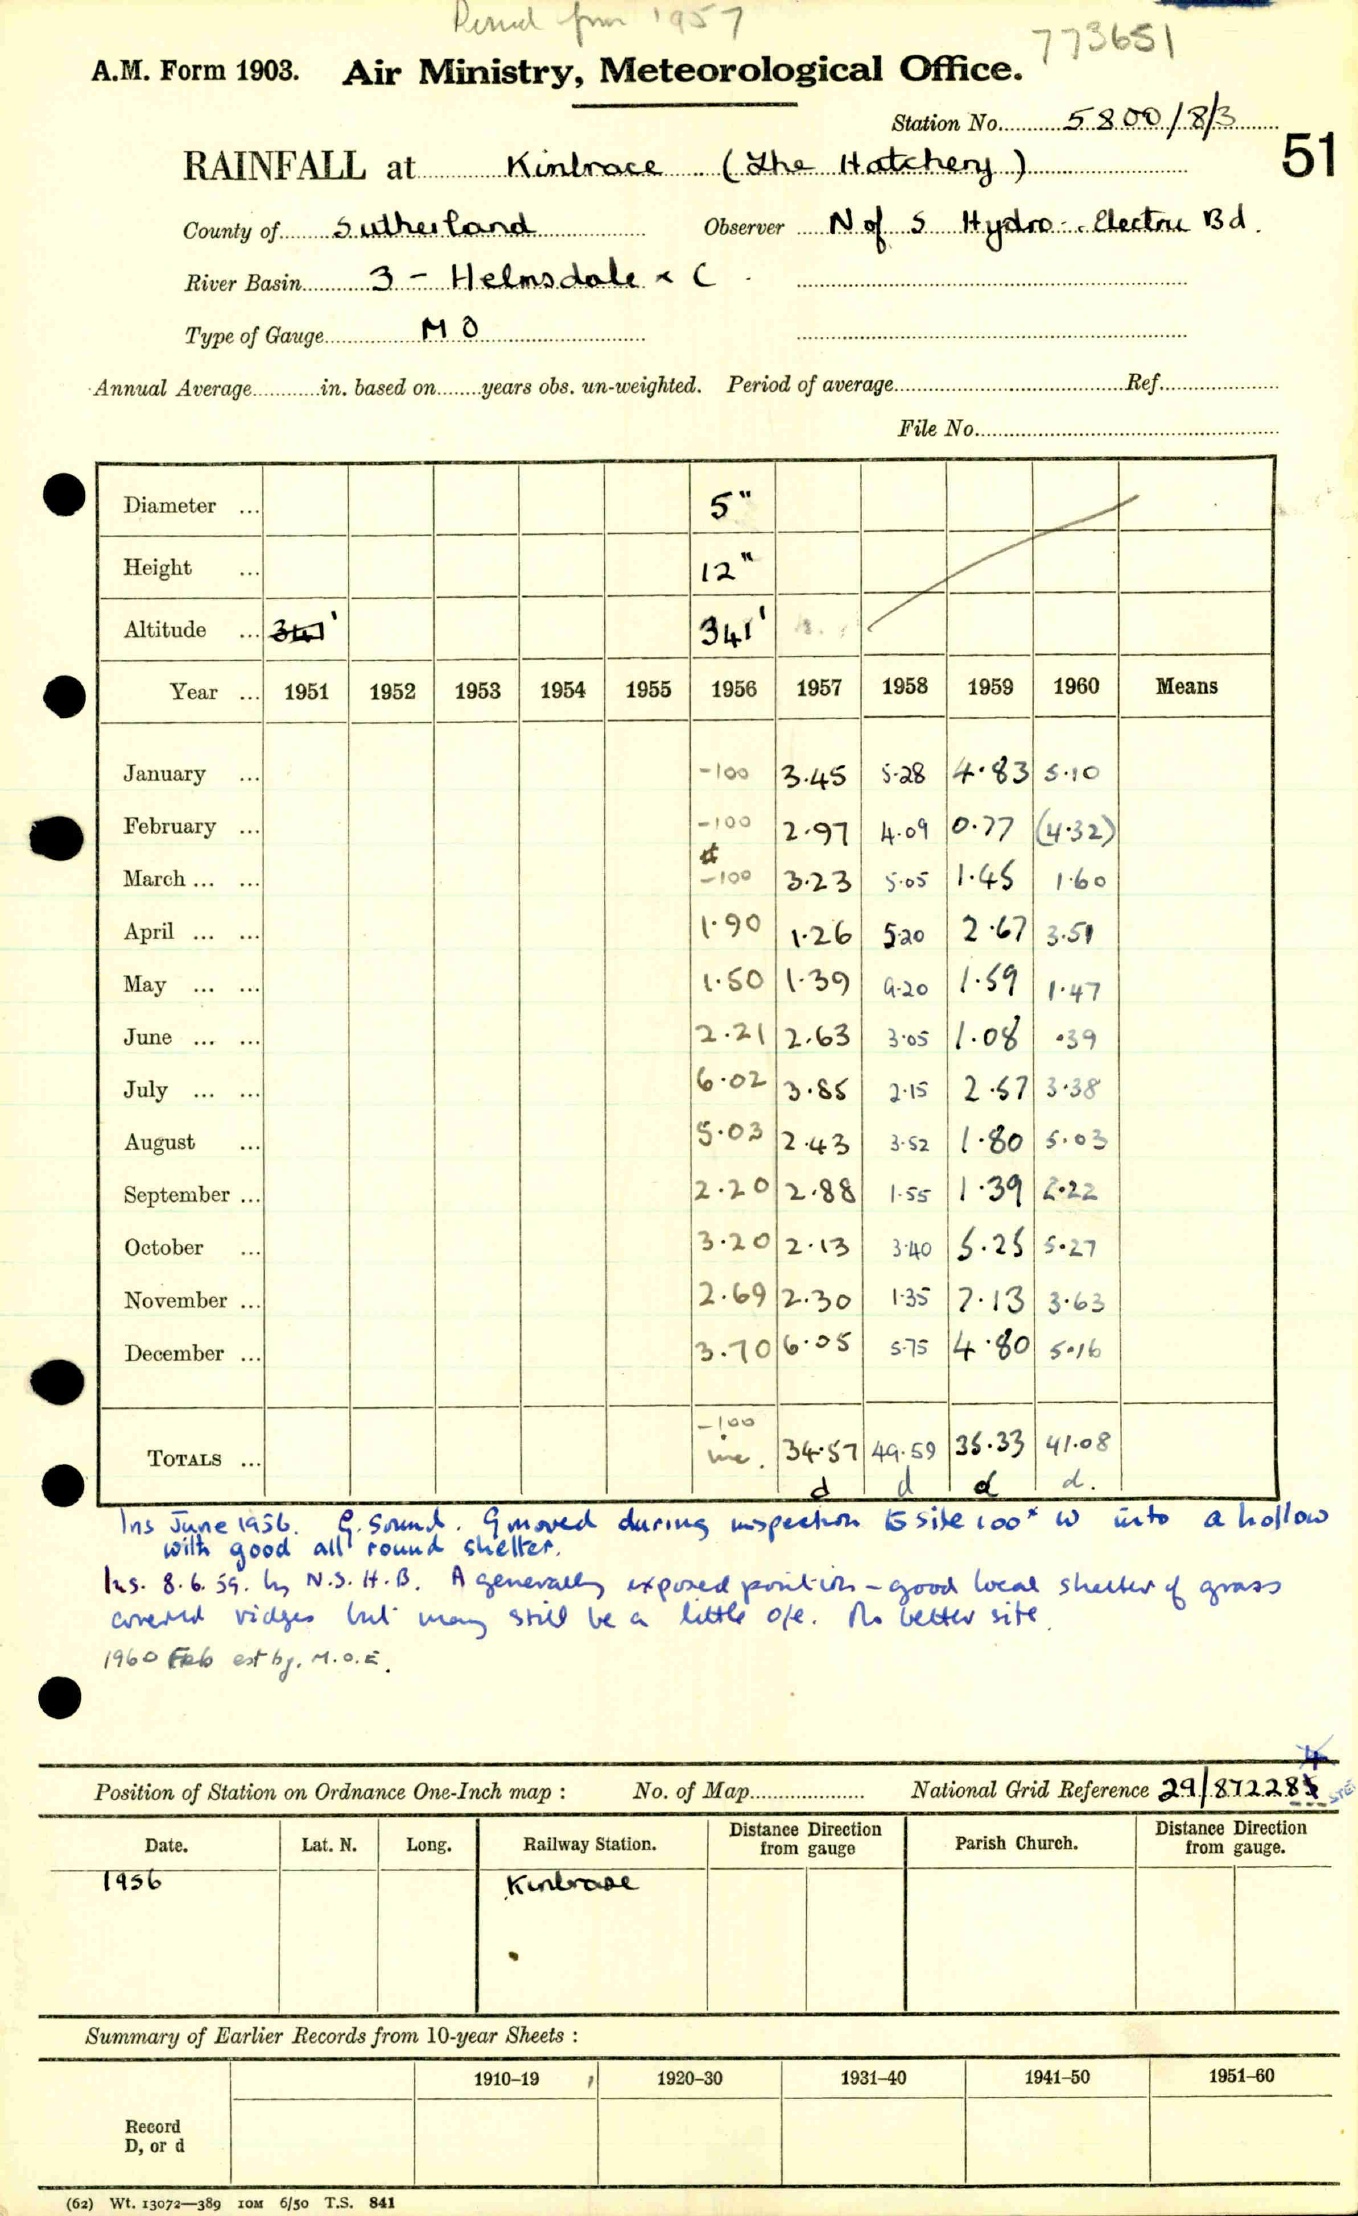 from 1957
773651
A.M. Form 1903. Air Ministry, Meteorological Office.
Station No. 5800/8/3
51
RAINFALL at Kinbrace (The Hatchery)
County of Sutherland Observer N of S Hydro-Electric Bd.
River Basin 3 - Helmsdale & C
Type of Gauge MO
Annual Average in. based on years obs. un-weighted. Period of average Ref.
File No.
Diameter ... 5"
Height ... 12"
Altitude ... 341' 341'
Year ... 1951 1952 1953 1954 1955 1956 1957 1958 1959 1960 Means
January ... -100 3.45 5.28 4.83 5.10
February ... -100 2.97 4.09 0.77 (4.32)
March ... ... -100 3.23 5.05 1.45 1.60
April ... ... 1.90 1.26 5.20 2.67 3.51
May ... ... 1.50 1.39 9.20 1.59 1.47
June ... ... 2.21 2.63 3.05 1.08 .39
July ... ... 6.02 3.85 2.15 2.57 3.38
August ... 5.03 2.43 3.52 1.80 5.03
September ... 2.20 2.88 1.55 1.39 2.22
October ... 3.20 2.13 3.40 5.25 5.27
November ... 2.69 2.30 1.35 7.13 3.63
December ... 3.70 6.05 5.75 4.80 5.16
-100
TOTALS ... inc. 34.57 49.59 35.33 41.08
d d d d.
Ins June 1956. G. Sound. G moved during inspection to site 100x W into a hollow
with good all round shelter.
Ins. 8.6.59. by N.S.H.B. A generally exposed position - good local shelter of grass
covered ridges but may still be a little o/e. No better site.
1960 Feb est by. M.O.E.
4
Position of Station on Ordnance One-Inch map : No. of Map National Grid Reference 29/872285
Date. Lat. N. Long. Railway Station. Distance Direction from gauge Parish Church. Distance Direction from gauge.
1956 Kinbrace
Summary of Earlier Records from 10-year Sheets :
1910–19 1920–30 1931–40 1941–50 1951–60
Record
D, or d
(62) Wt. 13072—389 10M 6/50 T.S. 841